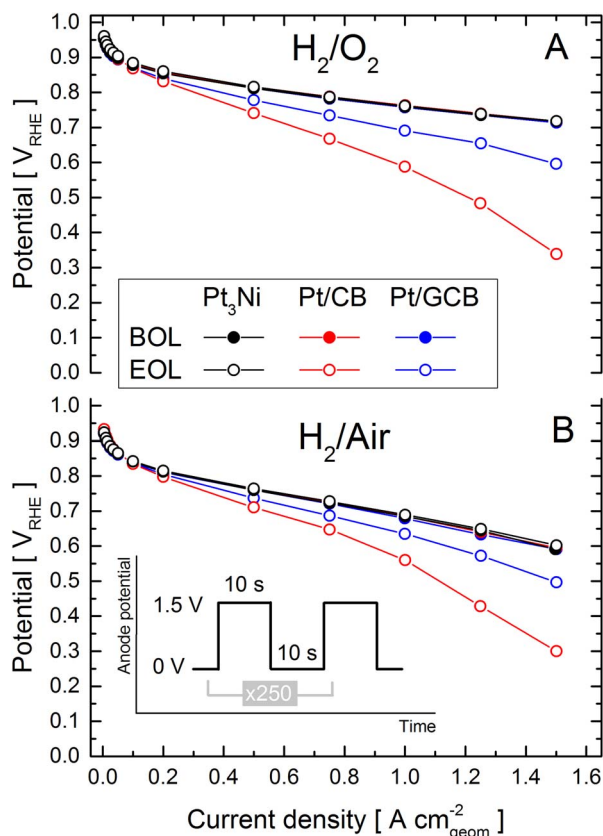 H2/O2
A
1.0
0.9
0.8
0.7
0.6
0.5
0.4
0.3
0.2
0.1
0.0
Potential [ VRHE ]
Pt3Ni Pt/CB Pt/GCB
BOL
EOL
H2/Air
B
1.0
0.9
0.8
0.7
0.6
0.5
0.4
0.3
0.2
0.1
0.0
Potential [ VRHE ]
Anode potential
10 s
1.5 V
10 s
0 V
x250
Time
0.0 0.2 0.4 0.6 0.8 1.0 1.2 1.4 1.6
Current density [ A cm-2geom ]